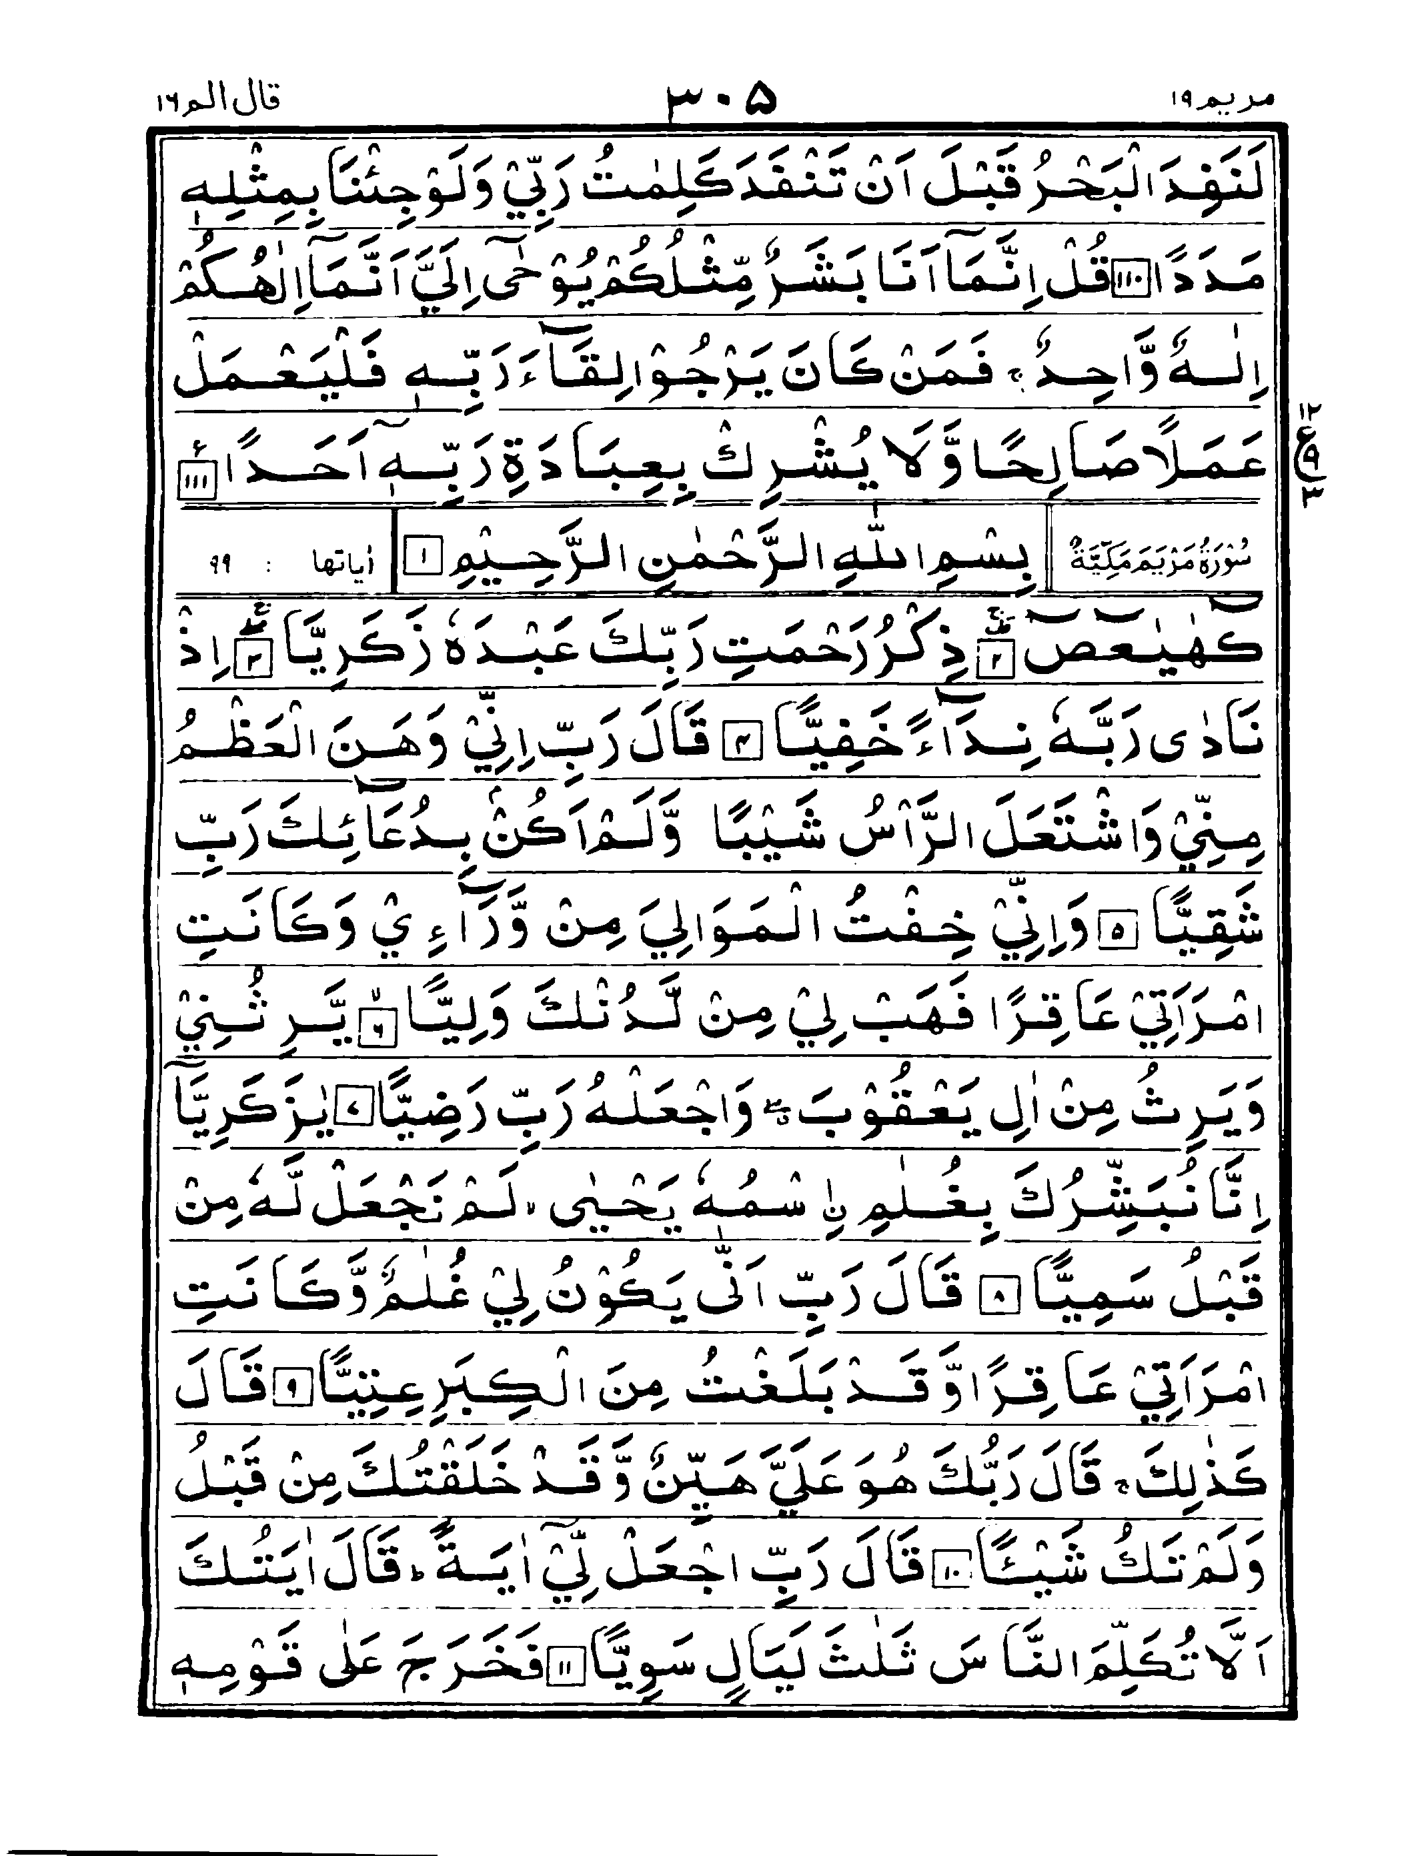 مريم ١٩ ٣٠٥ قال الم ١٦
لَنَفِدَ الْبَحْرُ قَبْلَ اَنْ تَنْفَدَ كَلِمٰتُ رَبِّيْ وَلَوْ جِئْنَا بِمِثْلِهٖ
مَدَدًا ١١٠ قُلْ اِنَّمَآ اَنَا بَشَرٌ مِّثْلُكُمْ يُوْحٰٓى اِلَيَّ اَنَّمَآ اِلٰهُكُمْ
اِلٰهٌ وَّاحِدٌ ۚ فَمَنْ كَانَ يَرْجُوْا لِقَآءَ رَبِّهٖ فَلْيَعْمَلْ
عَمَلًا صَالِحًا وَّلَا يُشْرِكْ بِعِبَادَةِ رَبِّهٖٓ اَحَدًا ١١١
١٢
ع ٩
٣
سُوْرَةُ مَرْيَمَ مَكِّيَّةٌ بِسْمِ اللّٰهِ الرَّحْمٰنِ الرَّحِيْمِ ١ اٰياتها : ٩٩
كٓهٰيٰعٓصٓ ٢ ذِكْرُ رَحْمَتِ رَبِّكَ عَبْدَهٗ زَكَرِيَّا ٣ اِذْ
نَادٰى رَبَّهٗ نِدَآءً خَفِيًّا ٤ قَالَ رَبِّ اِنِّيْ وَهَنَ الْعَظْمُ
مِنِّيْ وَاشْتَعَلَ الرَّاْسُ شَيْبًا وَّلَمْ اَكُنْۢ بِدُعَآئِكَ رَبِّ
شَقِيًّا ٥ وَاِنِّيْ خِفْتُ الْمَوَالِيَ مِنْ وَّرَآءِيْ وَكَانَتِ
امْرَاَتِيْ عَاقِرًا فَهَبْ لِيْ مِنْ لَّدُنْكَ وَلِيًّا ٦ يَّرِثُنِيْ
وَيَرِثُ مِنْ اٰلِ يَعْقُوْبَ ۖ وَاجْعَلْهُ رَبِّ رَضِيًّا ٧ يٰزَكَرِيَّآ
اِنَّا نُبَشِّرُكَ بِغُلٰمِ نِ اسْمُهٗ يَحْيٰى ۙ لَمْ نَجْعَلْ لَّهٗ مِنْ
قَبْلُ سَمِيًّا ٨ قَالَ رَبِّ اَنّٰى يَكُوْنُ لِيْ غُلٰمٌ وَّكَانَتِ
امْرَاَتِيْ عَاقِرًا وَّقَدْ بَلَغْتُ مِنَ الْكِبَرِ عِتِيًّا ٩ قَالَ
كَذٰلِكَ ۚ قَالَ رَبُّكَ هُوَ عَلَيَّ هَيِّنٌ وَّقَدْ خَلَقْتُكَ مِنْ قَبْلُ
وَلَمْ تَكُ شَيْئًا ١٠ قَالَ رَبِّ اجْعَلْ لِّيْٓ اٰيَةً ؕ قَالَ اٰيَتُكَ
اَلَّا تُكَلِّمَ النَّاسَ ثَلٰثَ لَيَالٍ سَوِيًّا ١١ فَخَرَجَ عَلٰى قَوْمِهٖ